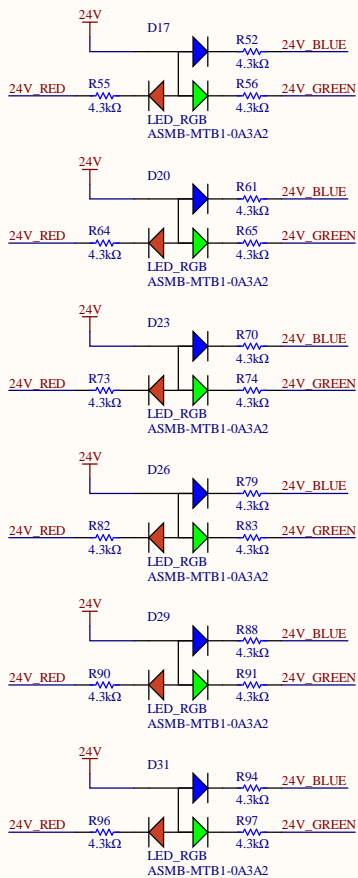 24V
D17
R52
24V_BLUE
4.3kΩ
24V_RED
R55
R56
24V_GREEN
4.3kΩ
4.3kΩ
LED_RGB
ASMB-MTB1-0A3A2
24V
D20
R61
24V_BLUE
4.3kΩ
24V_RED
R64
R65
24V_GREEN
4.3kΩ
4.3kΩ
LED_RGB
ASMB-MTB1-0A3A2
24V
D23
R70
24V_BLUE
4.3kΩ
24V_RED
R73
R74
24V_GREEN
4.3kΩ
4.3kΩ
LED_RGB
ASMB-MTB1-0A3A2
24V
D26
R79
24V_BLUE
4.3kΩ
24V_RED
R82
R83
24V_GREEN
4.3kΩ
4.3kΩ
LED_RGB
ASMB-MTB1-0A3A2
24V
D29
R88
24V_BLUE
4.3kΩ
24V_RED
R90
R91
24V_GREEN
4.3kΩ
4.3kΩ
LED_RGB
ASMB-MTB1-0A3A2
24V
D31
R94
24V_BLUE
4.3kΩ
24V_RED
R96
R97
24V_GREEN
4.3kΩ
4.3kΩ
LED_RGB
ASMB-MTB1-0A3A2